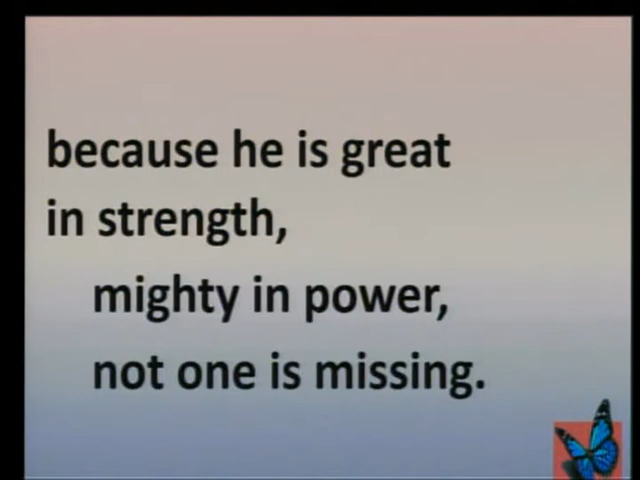 because he is great
in strength,
mighty in power,
not one is missing.